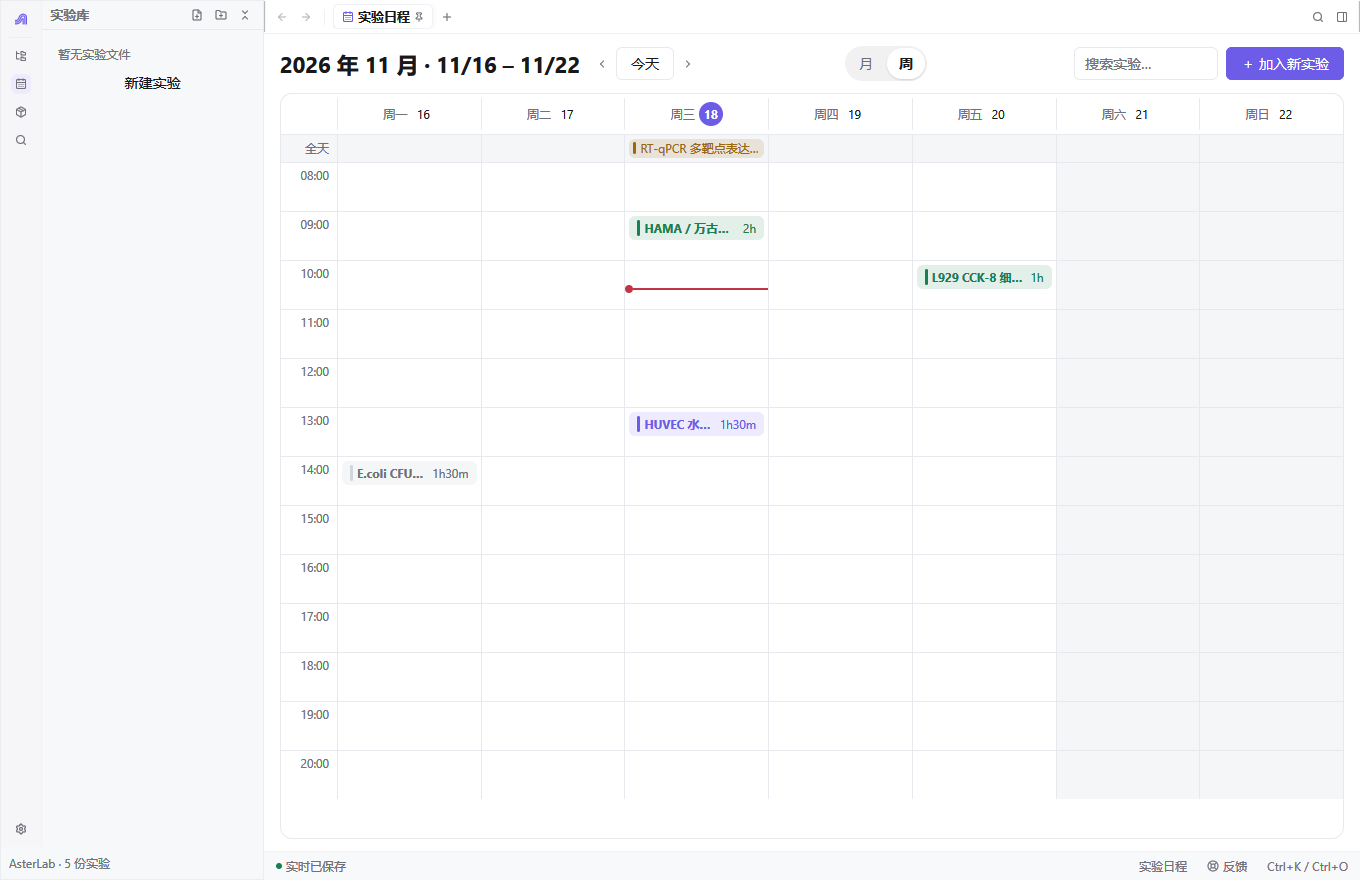 实验库
实验日程
暂无实验文件
新建实验
2026 年 11 月 · 11/16 – 11/22
今天
月
周
搜索实验...
+ 加入新实验
周一 16
周二 17
周三 18
周四 19
周五 20
周六 21
周日 22
全天
RT-qPCR 多靶点表达...
08:00
09:00
HAMA / 万古... 2h
10:00
L929 CCK-8 细... 1h
11:00
12:00
13:00
HUVEC 水... 1h30m
14:00
E.coli CFU... 1h30m
15:00
16:00
17:00
18:00
19:00
20:00
AsterLab · 5 份实验
实时已保存
实验日程
反馈
Ctrl+K / Ctrl+O